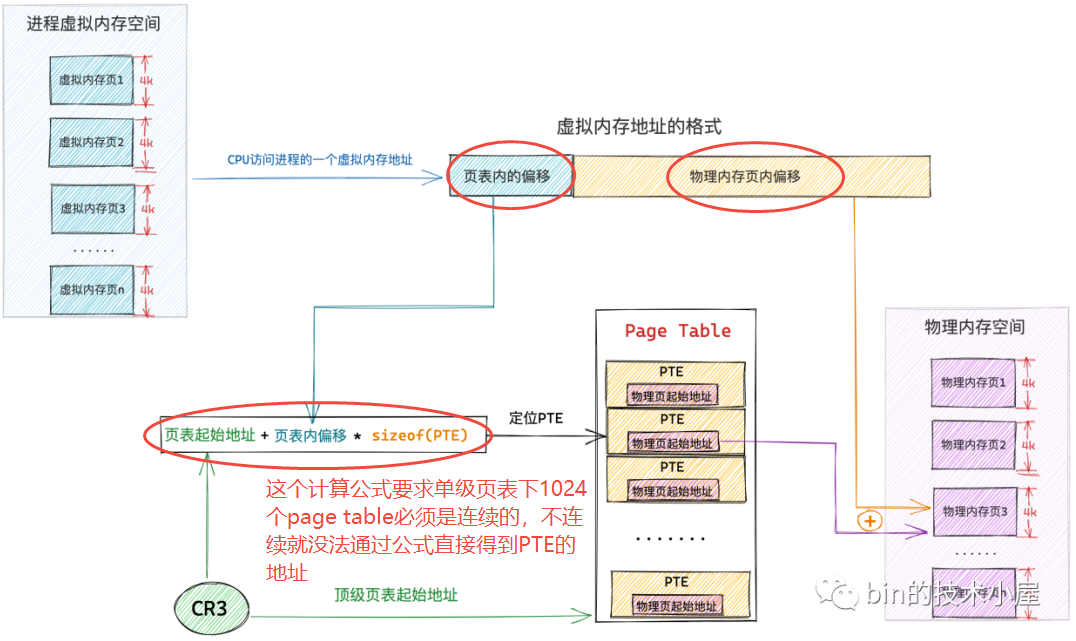 进程虚拟内存空间
虚拟内存页1
4k
虚拟内存页2
4k
虚拟内存页3
4k
......
虚拟内存页n
4k
CPU访问进程的一个虚拟内存地址
虚拟内存地址的格式
页表内的偏移
物理内存页内偏移
页表起始地址 + 页表内偏移 * sizeof(PTE)
定位PTE
这个计算公式要求单级页表下1024
个page table必须是连续的，不连
续就没法通过公式直接得到PTE的
地址
CR3
顶级页表起始地址
Page Table
PTE
物理页起始地址
PTE
物理页起始地址
PTE
物理页起始地址
.......
PTE
物理页起始地址
物理内存空间
物理内存页1
4k
物理内存页2
4k
物理内存页3
4k
+
......
4k
bin的技术小屋